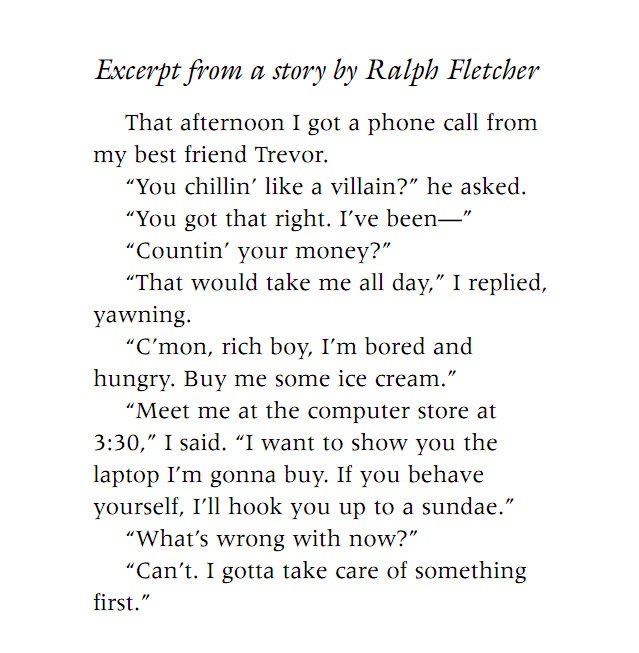 Excerpt from a story by Ralph Fletcher
That afternoon I got a phone call from
my best friend Trevor.
“You chillin’ like a villain?” he asked.
“You got that right. I’ve been—”
“Countin’ your money?”
“That would take me all day,” I replied,
yawning.
“C’mon, rich boy, I’m bored and
hungry. Buy me some ice cream.”
“Meet me at the computer store at
3:30,” I said. “I want to show you the
laptop I’m gonna buy. If you behave
yourself, I’ll hook you up to a sundae.”
“What’s wrong with now?”
“Can’t. I gotta take care of something
first.”